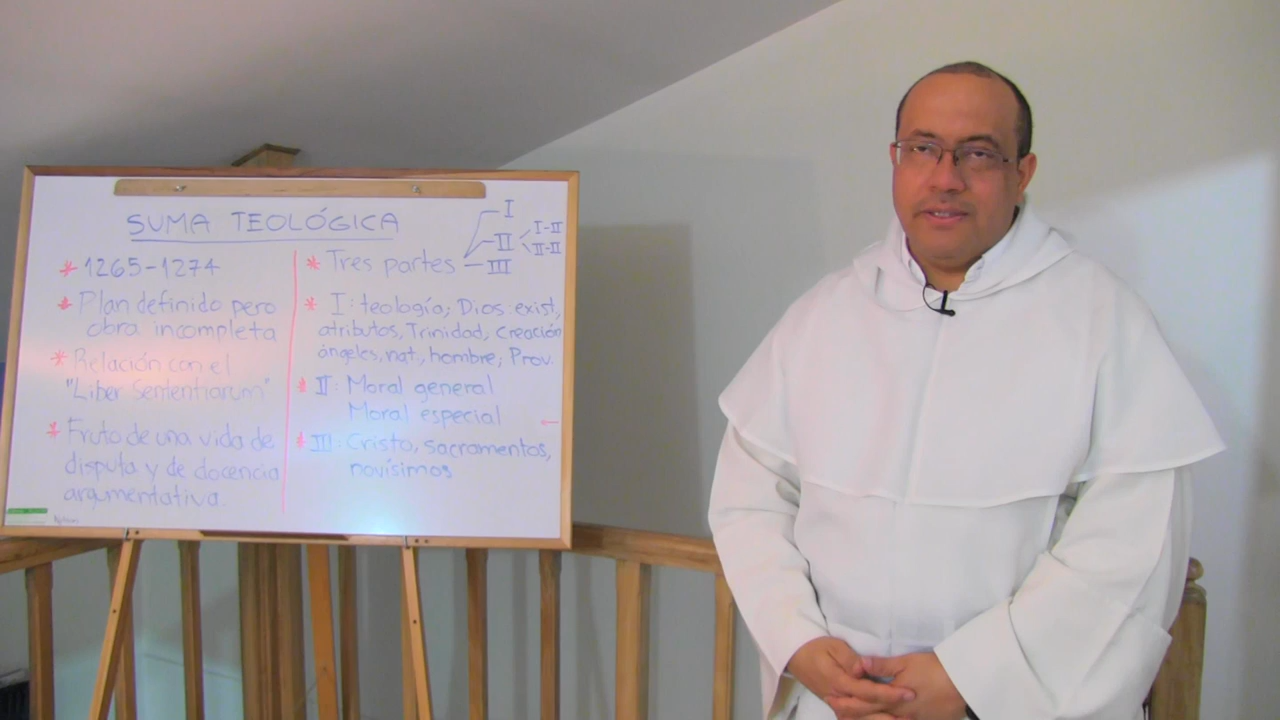 SUMA TEOLÓGICA
* 1265-1274
* Plan definido pero
obra incompleta
* Relación con el
"Liber Sententiarum"
* Fruto de una vida de
disputa y de docencia
argumentativa.
* Tres partes
I
II
I-II
II-II
III
* I: teología; Dios: exist,
atributos, Trinidad, Creación
ángeles, nat., hombre; Prov.
* II: Moral general
Moral especial
* III: Cristo, sacramentos,
novísimos